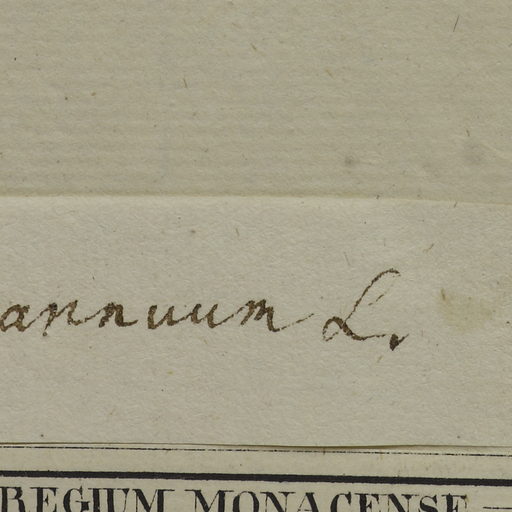 annuum L.
REGIUM MONACENSE —